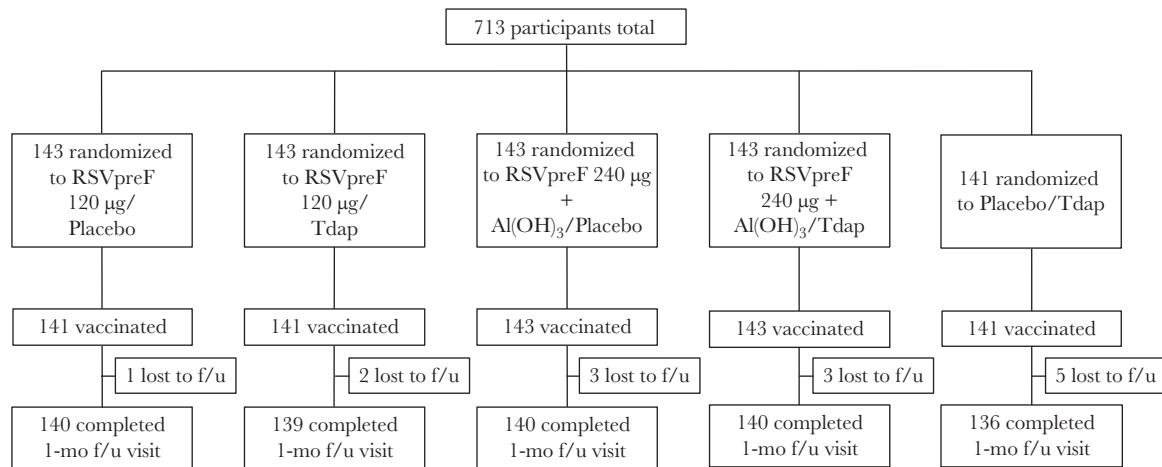 713 participants total
143 randomized
to RSVpreF
120 µg/
Placebo
143 randomized
to RSVpreF
120 µg/
Tdap
143 randomized
to RSVpreF 240 µg
+
Al(OH)₃/Placebo
143 randomized
to RSVpreF
240 µg +
Al(OH)₃/Tdap
141 randomized
to Placebo/Tdap
141 vaccinated
141 vaccinated
143 vaccinated
143 vaccinated
141 vaccinated
1 lost to f/u
2 lost to f/u
3 lost to f/u
3 lost to f/u
5 lost to f/u
140 completed
1-mo f/u visit
139 completed
1-mo f/u visit
140 completed
1-mo f/u visit
140 completed
1-mo f/u visit
136 completed
1-mo f/u visit